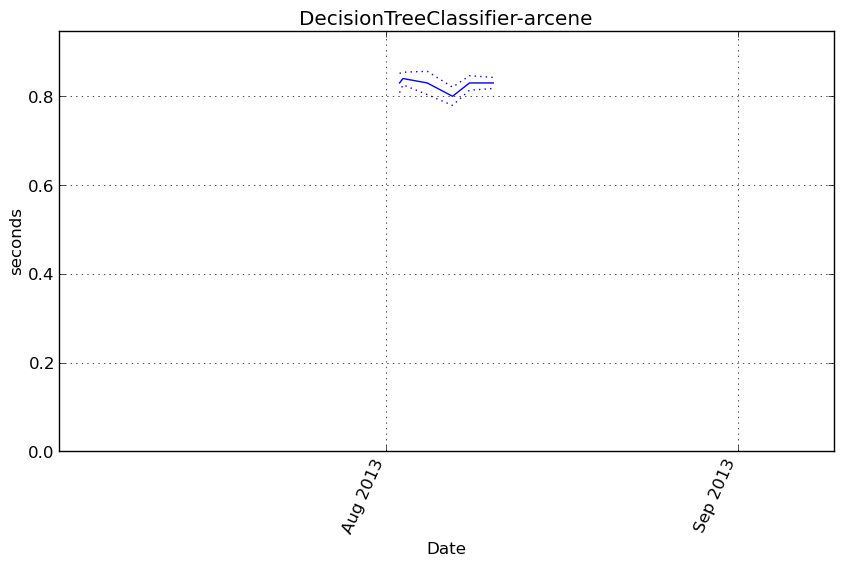 DecisionTreeClassifier-arcene
seconds
0.8
0.6
0.4
0.2
0.0
Aug 2013
Sep 2013
Date